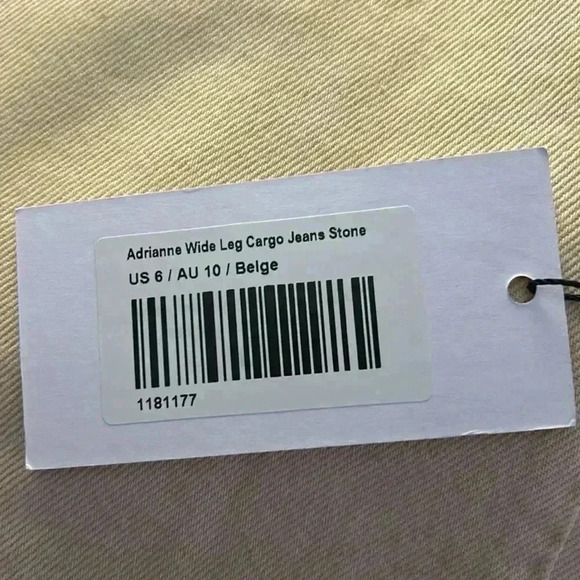 Adrianne Wide Leg Cargo Jeans Stone
US 6 / AU 10 / Beige
1181177